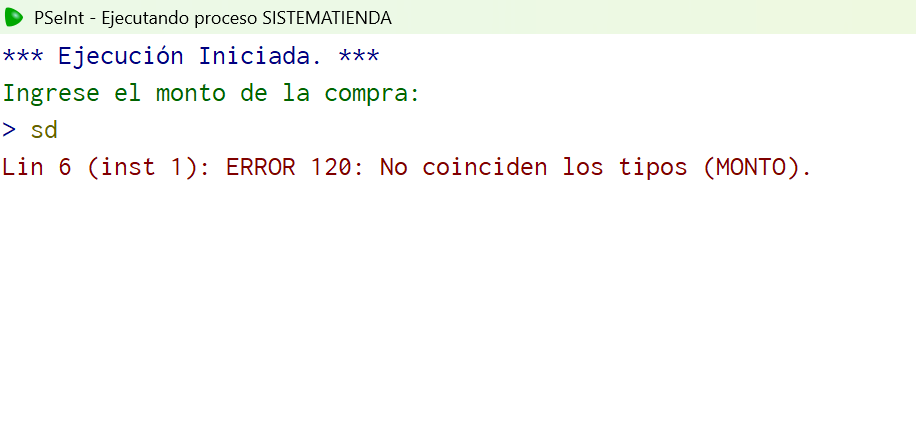 PSeInt - Ejecutando proceso SISTEMATIENDA
*** Ejecución Iniciada. ***
Ingrese el monto de la compra:
> sd
Lin 6 (inst 1): ERROR 120: No coinciden los tipos (MONTO).